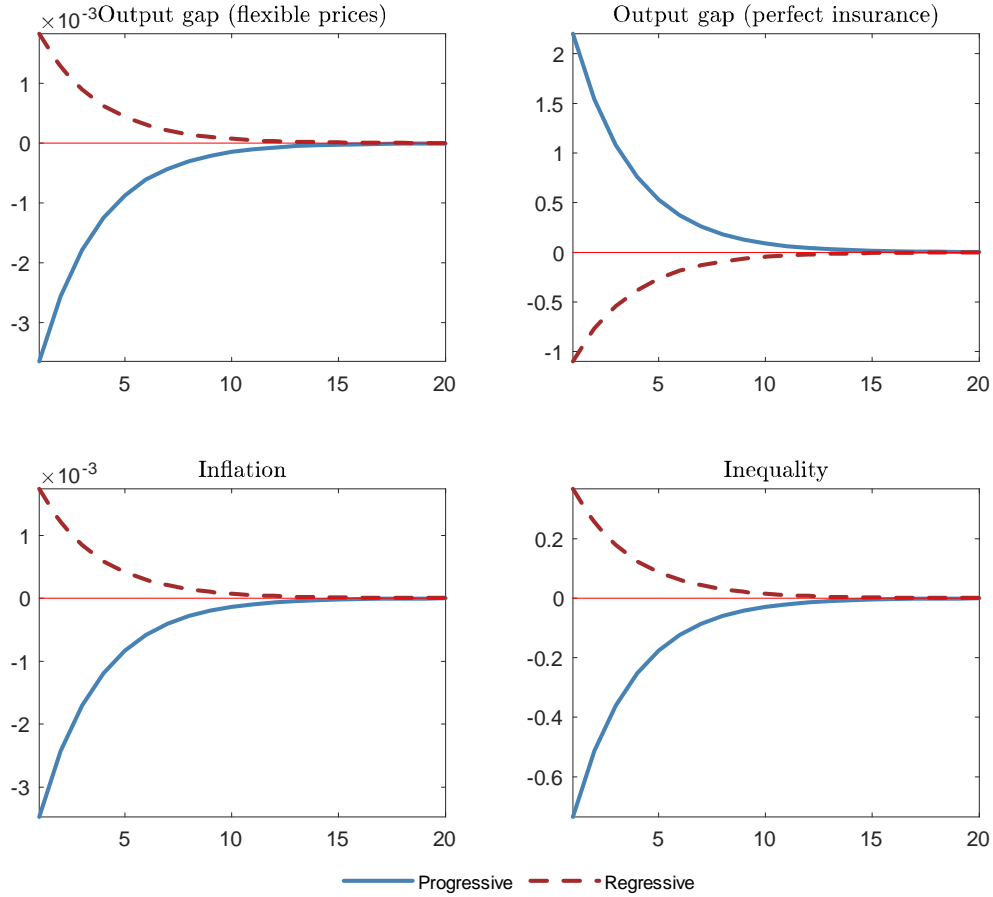 ×10-3 Output gap (flexible prices)
1
0
-1
-2
-3
5 10 15 20
Output gap (perfect insurance)
2
1.5
1
0.5
0
-0.5
-1
5 10 15 20
×10-3 Inflation
1
0
-1
-2
-3
5 10 15 20
Inequality
0.2
0
-0.2
-0.4
-0.6
5 10 15 20
Progressive Regressive